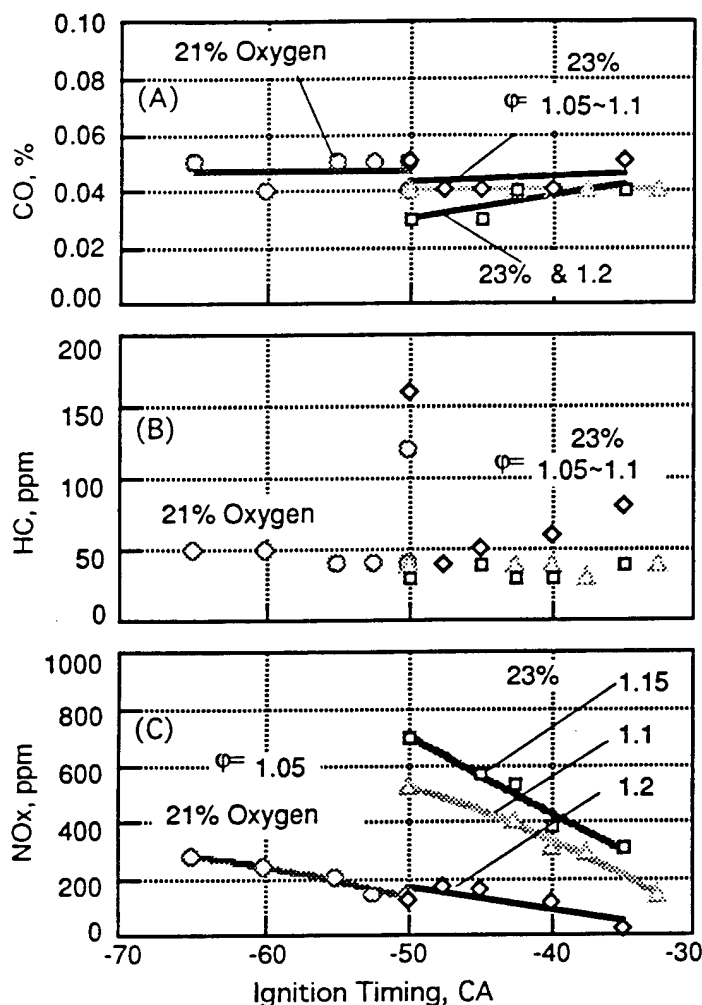 0.10
21% Oxygen
23%
0.08
(A)
φ= 1.05~1.1
0.06
CO, %
0.04
0.02
23% & 1.2
0.00
200
150
(B)
23%
φ= 1.05~1.1
HC, ppm
100
21% Oxygen
50
0
1000
23%
1.15
800
(C)
1.1
φ= 1.05
600
1.2
NOx, ppm
21% Oxygen
400
200
0
-70 -60 -50 -40 -30
Ignition Timing, CA